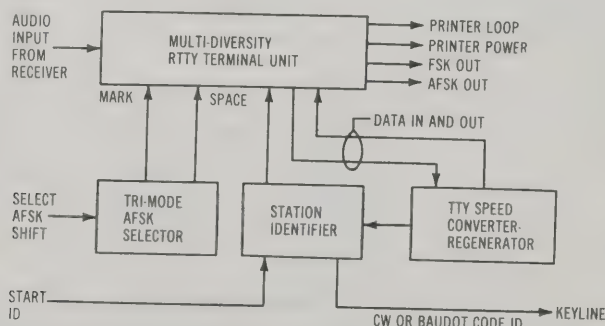 AUDIO
INPUT
FROM
RECEIVER
MULTI-DIVERSITY
RTTY TERMINAL UNIT
PRINTER LOOP
PRINTER POWER
FSK OUT
AFSK OUT
MARK
SPACE
DATA IN AND OUT
SELECT
AFSK
SHIFT
TRI-MODE
AFSK
SELECTOR
STATION
IDENTIFIER
TTY SPEED
CONVERTER-
REGENERATOR
START
ID
CW OR BAUDOT CODE ID
KEYLINE